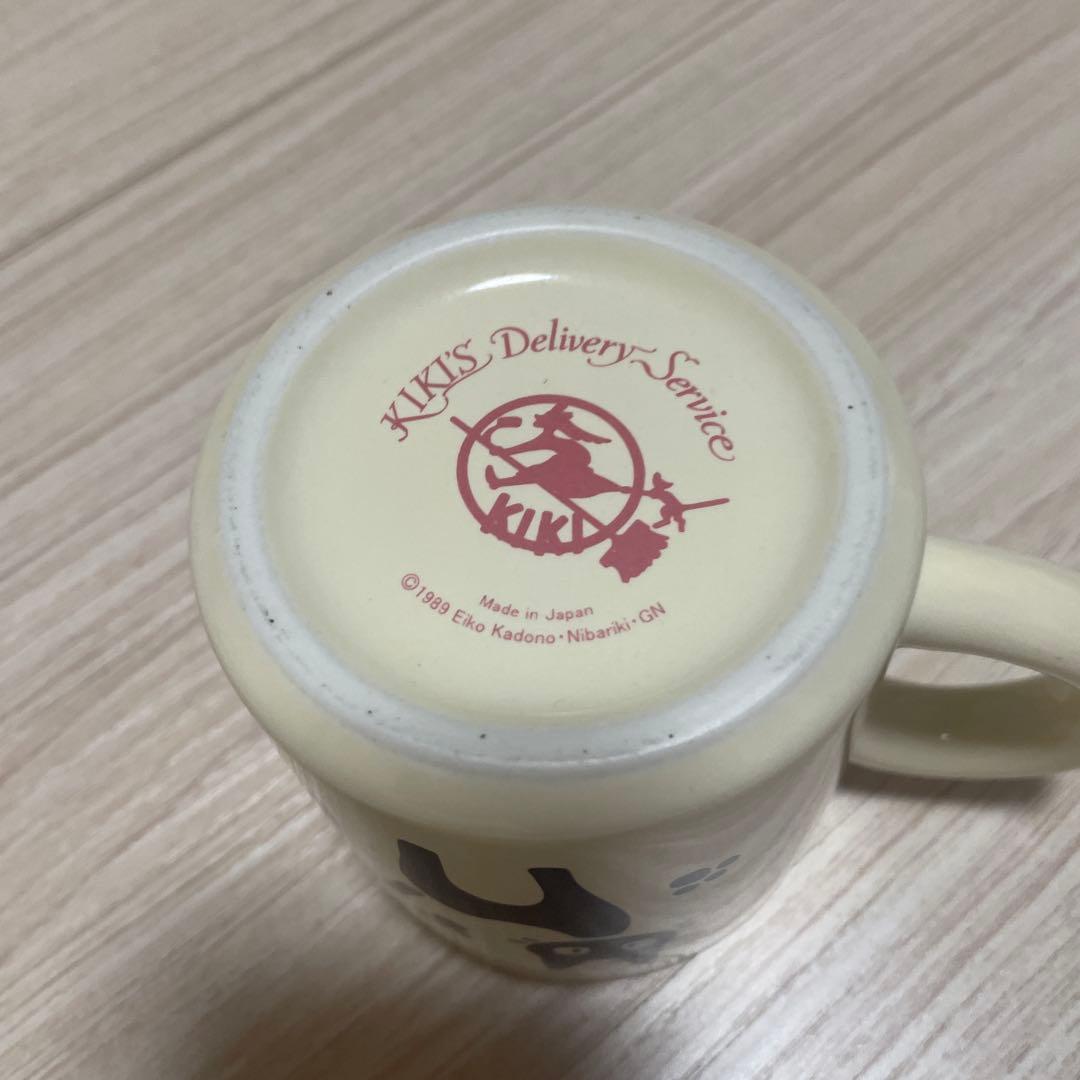 KIKI'S Delivery Service
KIKI
Made in Japan
©1989 Eiko Kadono・Nibariki・GN